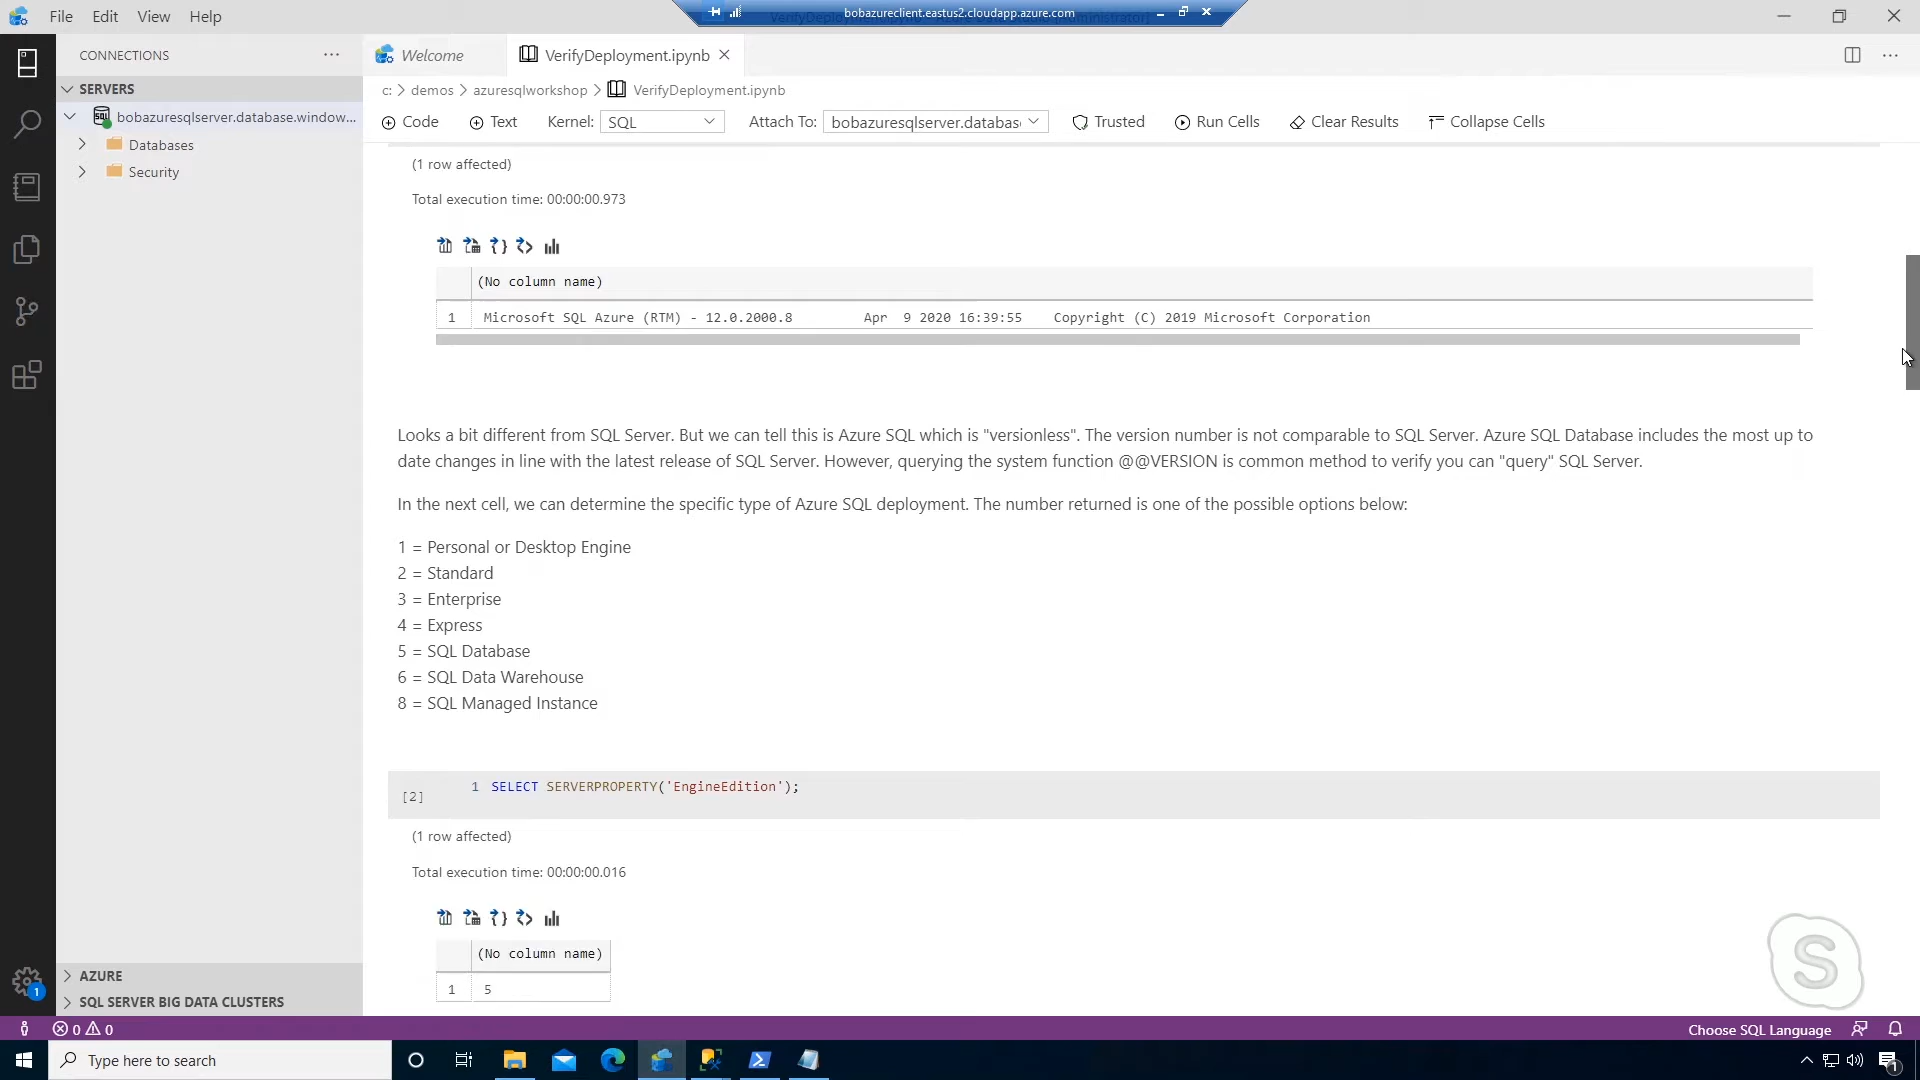 File Edit View Help
bobazureclient.eastus2.cloudapp.azure.com
CONNECTIONS
Welcome
VerifyDeployment.ipynb
SERVERS
c: > demos > azuresqlworkshop > VerifyDeployment.ipynb
bobazuresqlserver.database.window...
Code Text Kernel: SQL Attach To: bobazuresqlserver.databas Trusted Run Cells Clear Results Collapse Cells
Databases
Security
(1 row affected)
Total execution time: 00:00:00.973
(No column name)
1 Microsoft SQL Azure (RTM) - 12.0.2000.8 Apr 9 2020 16:39:55 Copyright (C) 2019 Microsoft Corporation
Looks a bit different from SQL Server. But we can tell this is Azure SQL which is "versionless". The version number is not comparable to SQL Server. Azure SQL Database includes the most up to
date changes in line with the latest release of SQL Server. However, querying the system function @@VERSION is common method to verify you can "query" SQL Server.
In the next cell, we can determine the specific type of Azure SQL deployment. The number returned is one of the possible options below:
1 = Personal or Desktop Engine
2 = Standard
3 = Enterprise
4 = Express
5 = SQL Database
6 = SQL Data Warehouse
8 = SQL Managed Instance
[2] 1 SELECT SERVERPROPERTY('EngineEdition');
(1 row affected)
Total execution time: 00:00:00.016
(No column name)
1 5
AZURE
SQL SERVER BIG DATA CLUSTERS
1
0 0
Choose SQL Language
Type here to search
1